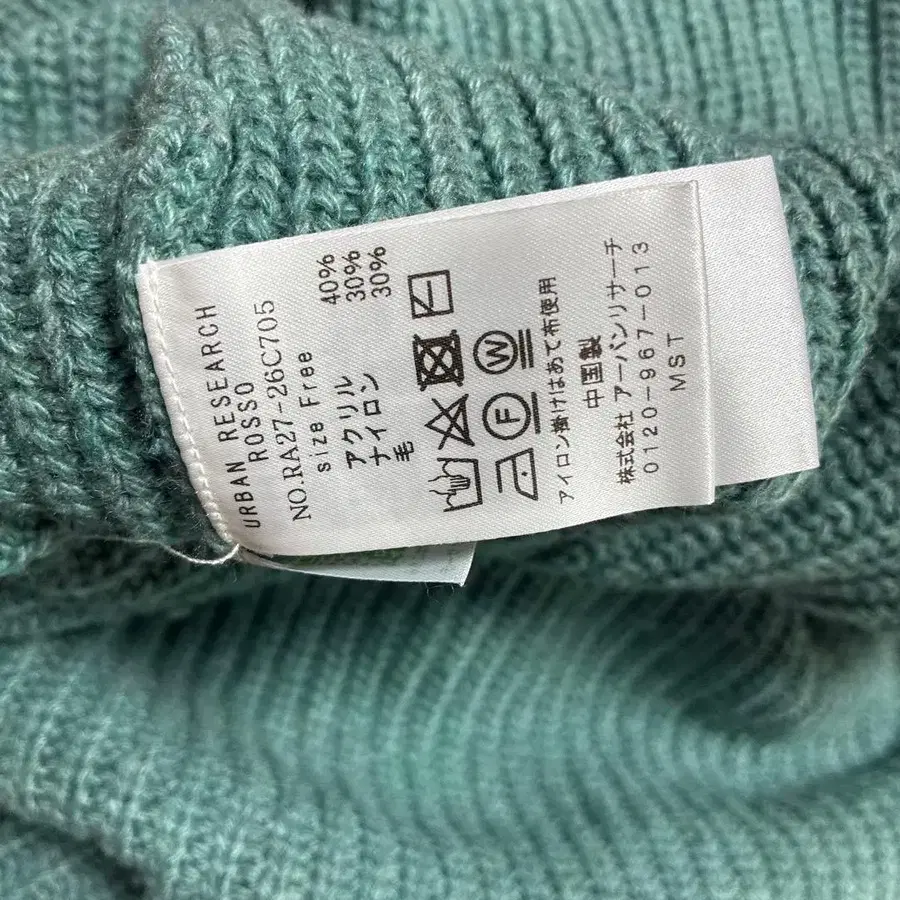 URBAN RESEARCH
ROSSO
NO.RA27-26C705
size Free
アクリル 40%
ナイロン 30%
毛 30%
F W
アイロン掛けはあて布使用
中国製
株式会社 アーバンリサーチ
0120-967-013
MST